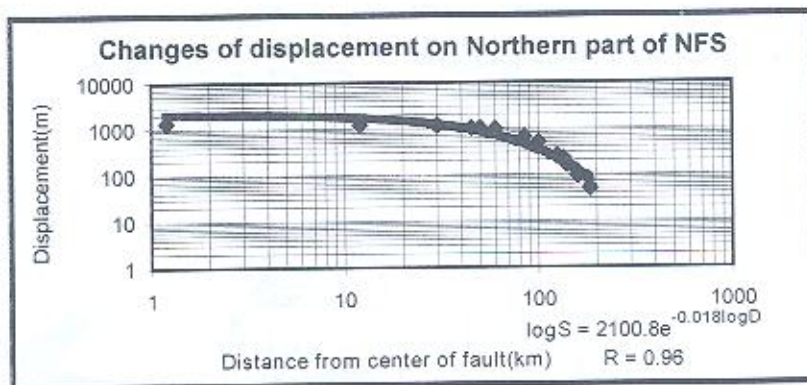 Changes of displacement on Northern part of NFS
Displacement(m)
10000
1000
100
10
1
1 10 100 1000
logS = 2100.8e^-0.018logD
Distance from center of fault(km) R = 0.96